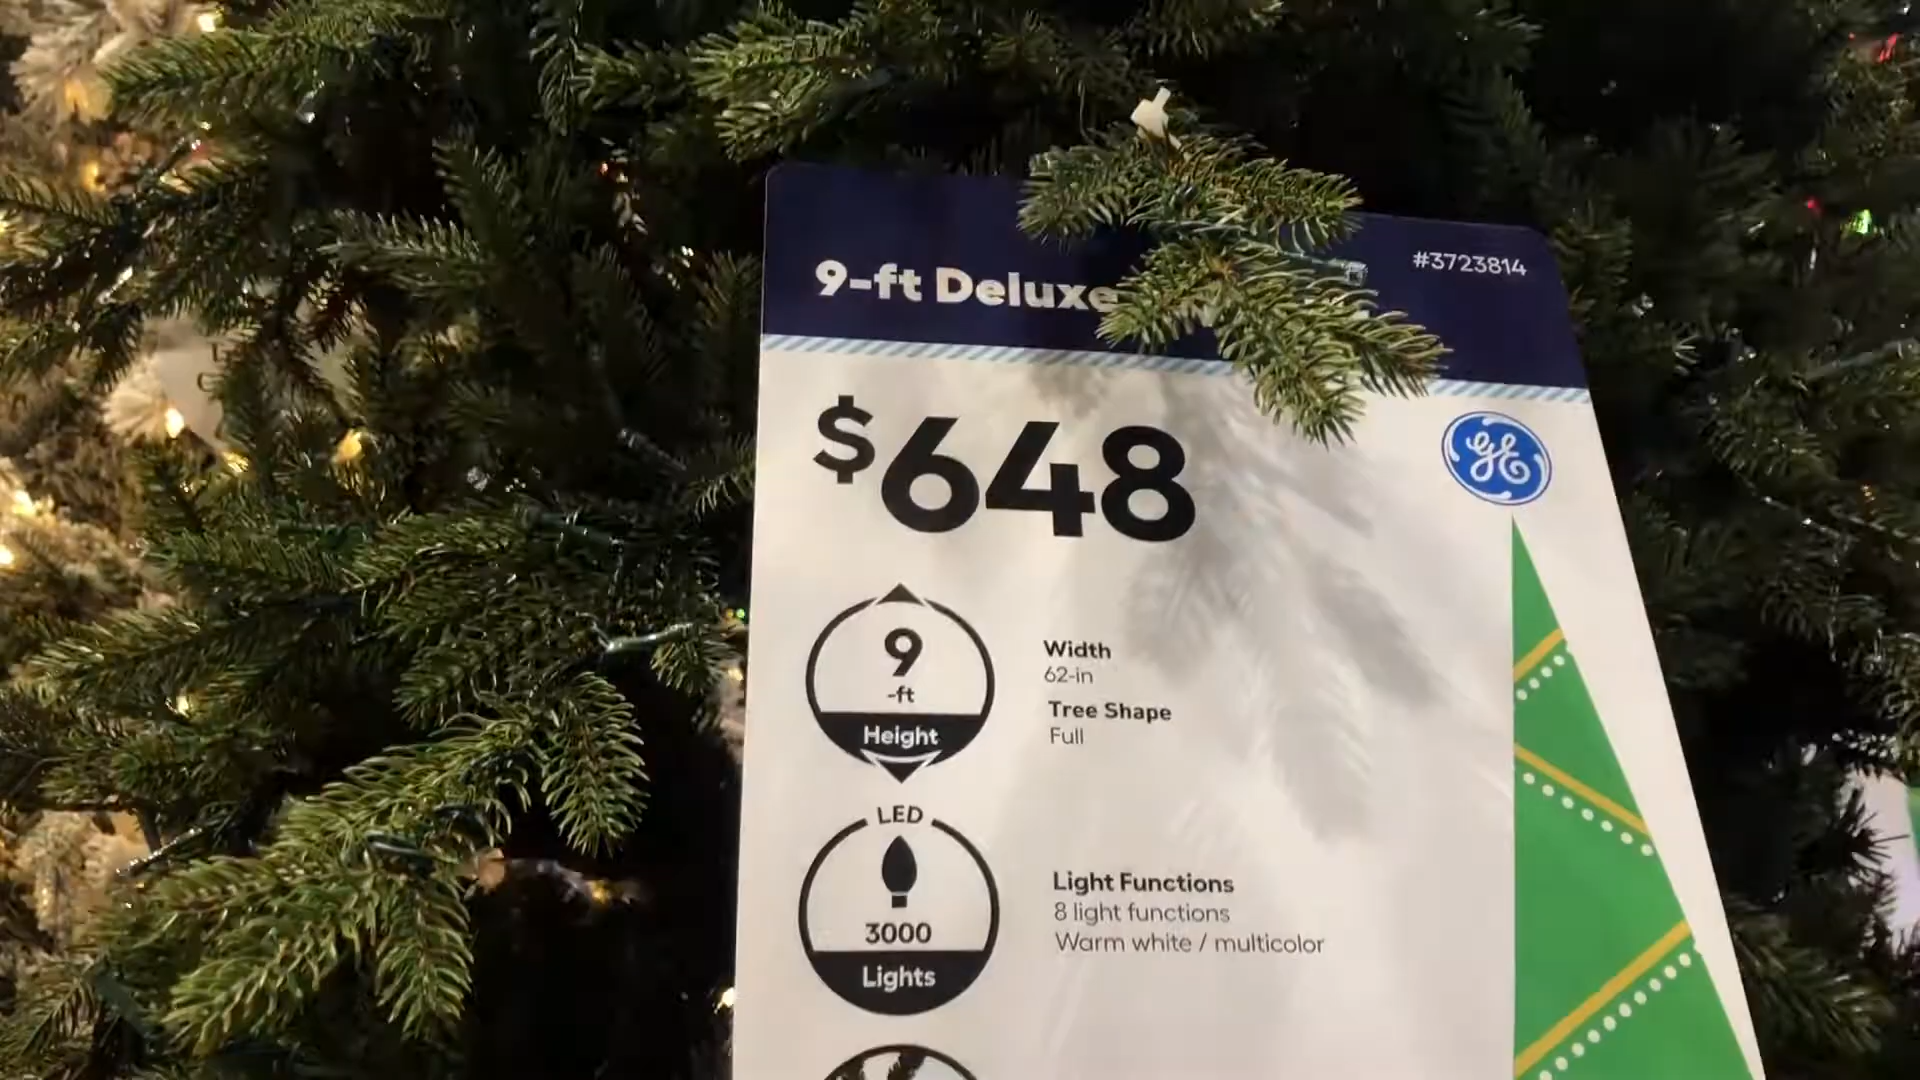 9-ft Deluxe
#3723814
$648
GE
9
-ft
Height
Width
62-in
Tree Shape
Full
LED
3000
Lights
Light Functions
8 light functions
Warm white / multicolor